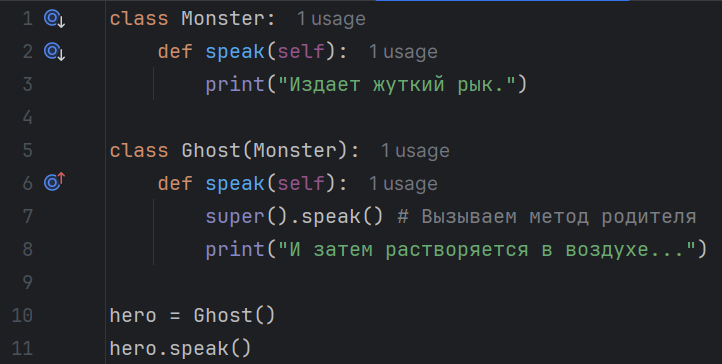 1 class Monster: 1 usage
2     def speak(self): 1 usage
3         print("Издает жуткий рык.")
4
5 class Ghost(Monster): 1 usage
6     def speak(self): 1 usage
7         super().speak() # Вызываем метод родителя
8         print("И затем растворяется в воздухе...")
9
10 hero = Ghost()
11 hero.speak()